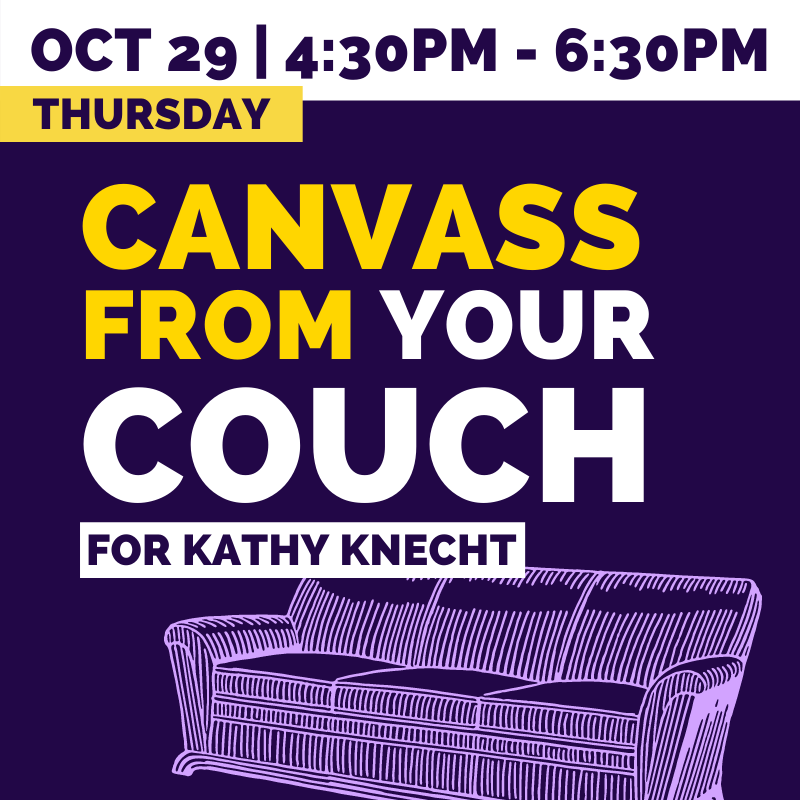 OCT 29 | 4:30PM - 6:30PM
THURSDAY
CANVASS
FROM YOUR
COUCH
FOR KATHY KNECHT